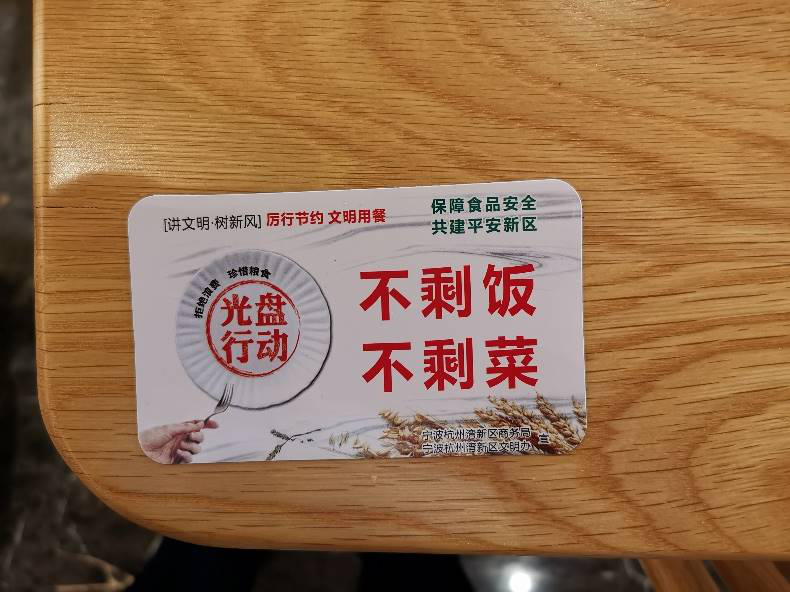 [讲文明·树新风] 厉行节约 文明用餐
保障食品安全
共建平安新区
拒绝浪费 珍惜粮食
光盘
行动
不剩饭
不剩菜
宁波杭州湾新区商务局
宁波杭州湾新区文明办
宣